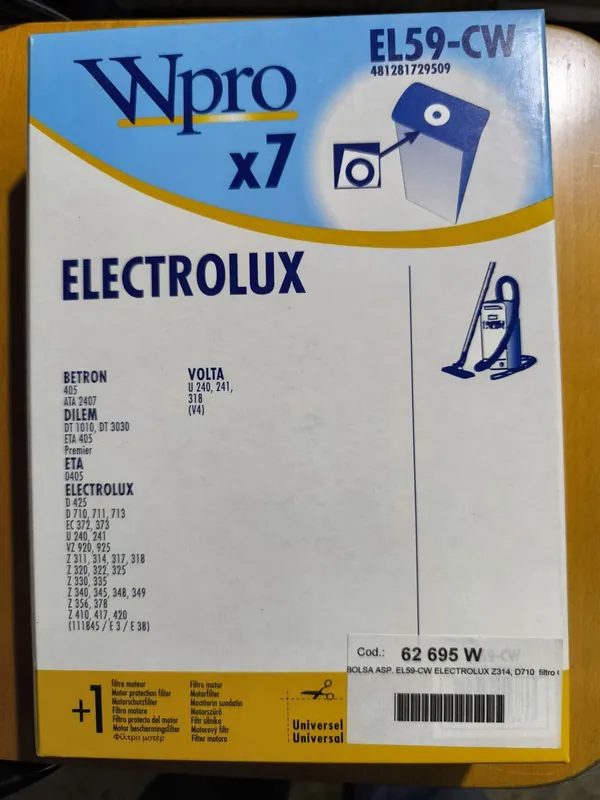 Wpro
x7
EL59-CW
481281729509
ELECTROLUX
BETRON
405
ATA 2407
DILEM
DT 1010, DT 3030
ETA 405
Premier
ETA
0405
ELECTROLUX
D 425
D 710, 711, 713
EC 372, 373
U 240, 241
VZ 920, 925
Z 311, 314, 317, 318
Z 320, 322, 325
Z 330, 335
Z 340, 345, 348, 349
Z 356, 378
Z 410, 417, 420
(111845 / E 3 / E 38)
VOLTA
U 240, 241,
318
(V4)
Cod.: 62 695 W
BOLSA ASP. EL59-CW ELECTROLUX Z314, D710 filtro
+1
Filtre moteur
Motor protection filter
Motorschutzfilter
Filtro motore
Filtro protecto del motor
Motor beschermingsfilter
Φίλτρο μοτέρ
Filtro motor
Motorfilter
Moottorin suodatin
Motorszűrő
Filtr silnika
Motorový filtr
Filter motora
Universel
Universal